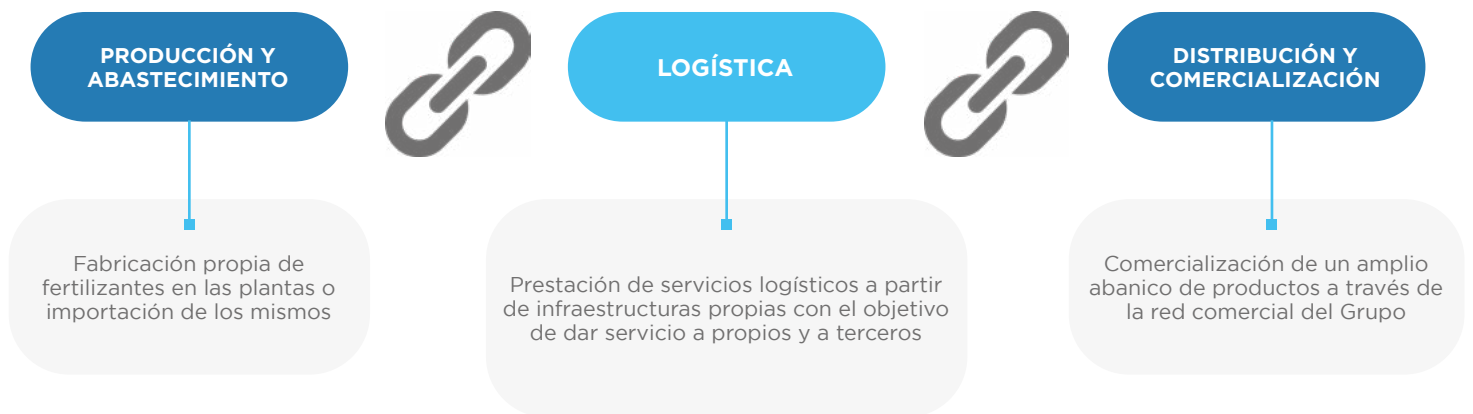 PRODUCCIÓN Y
ABASTECIMIENTO
LOGÍSTICA
DISTRIBUCIÓN Y
COMERCIALIZACIÓN
Fabricación propia de
fertilizantes en las plantas o
importación de los mismos
Prestación de servicios logísticos a partir
de infraestructuras propias con el objetivo
de dar servicio a propios y a terceros
Comercialización de un amplio
abanico de productos a través de
la red comercial del Grupo